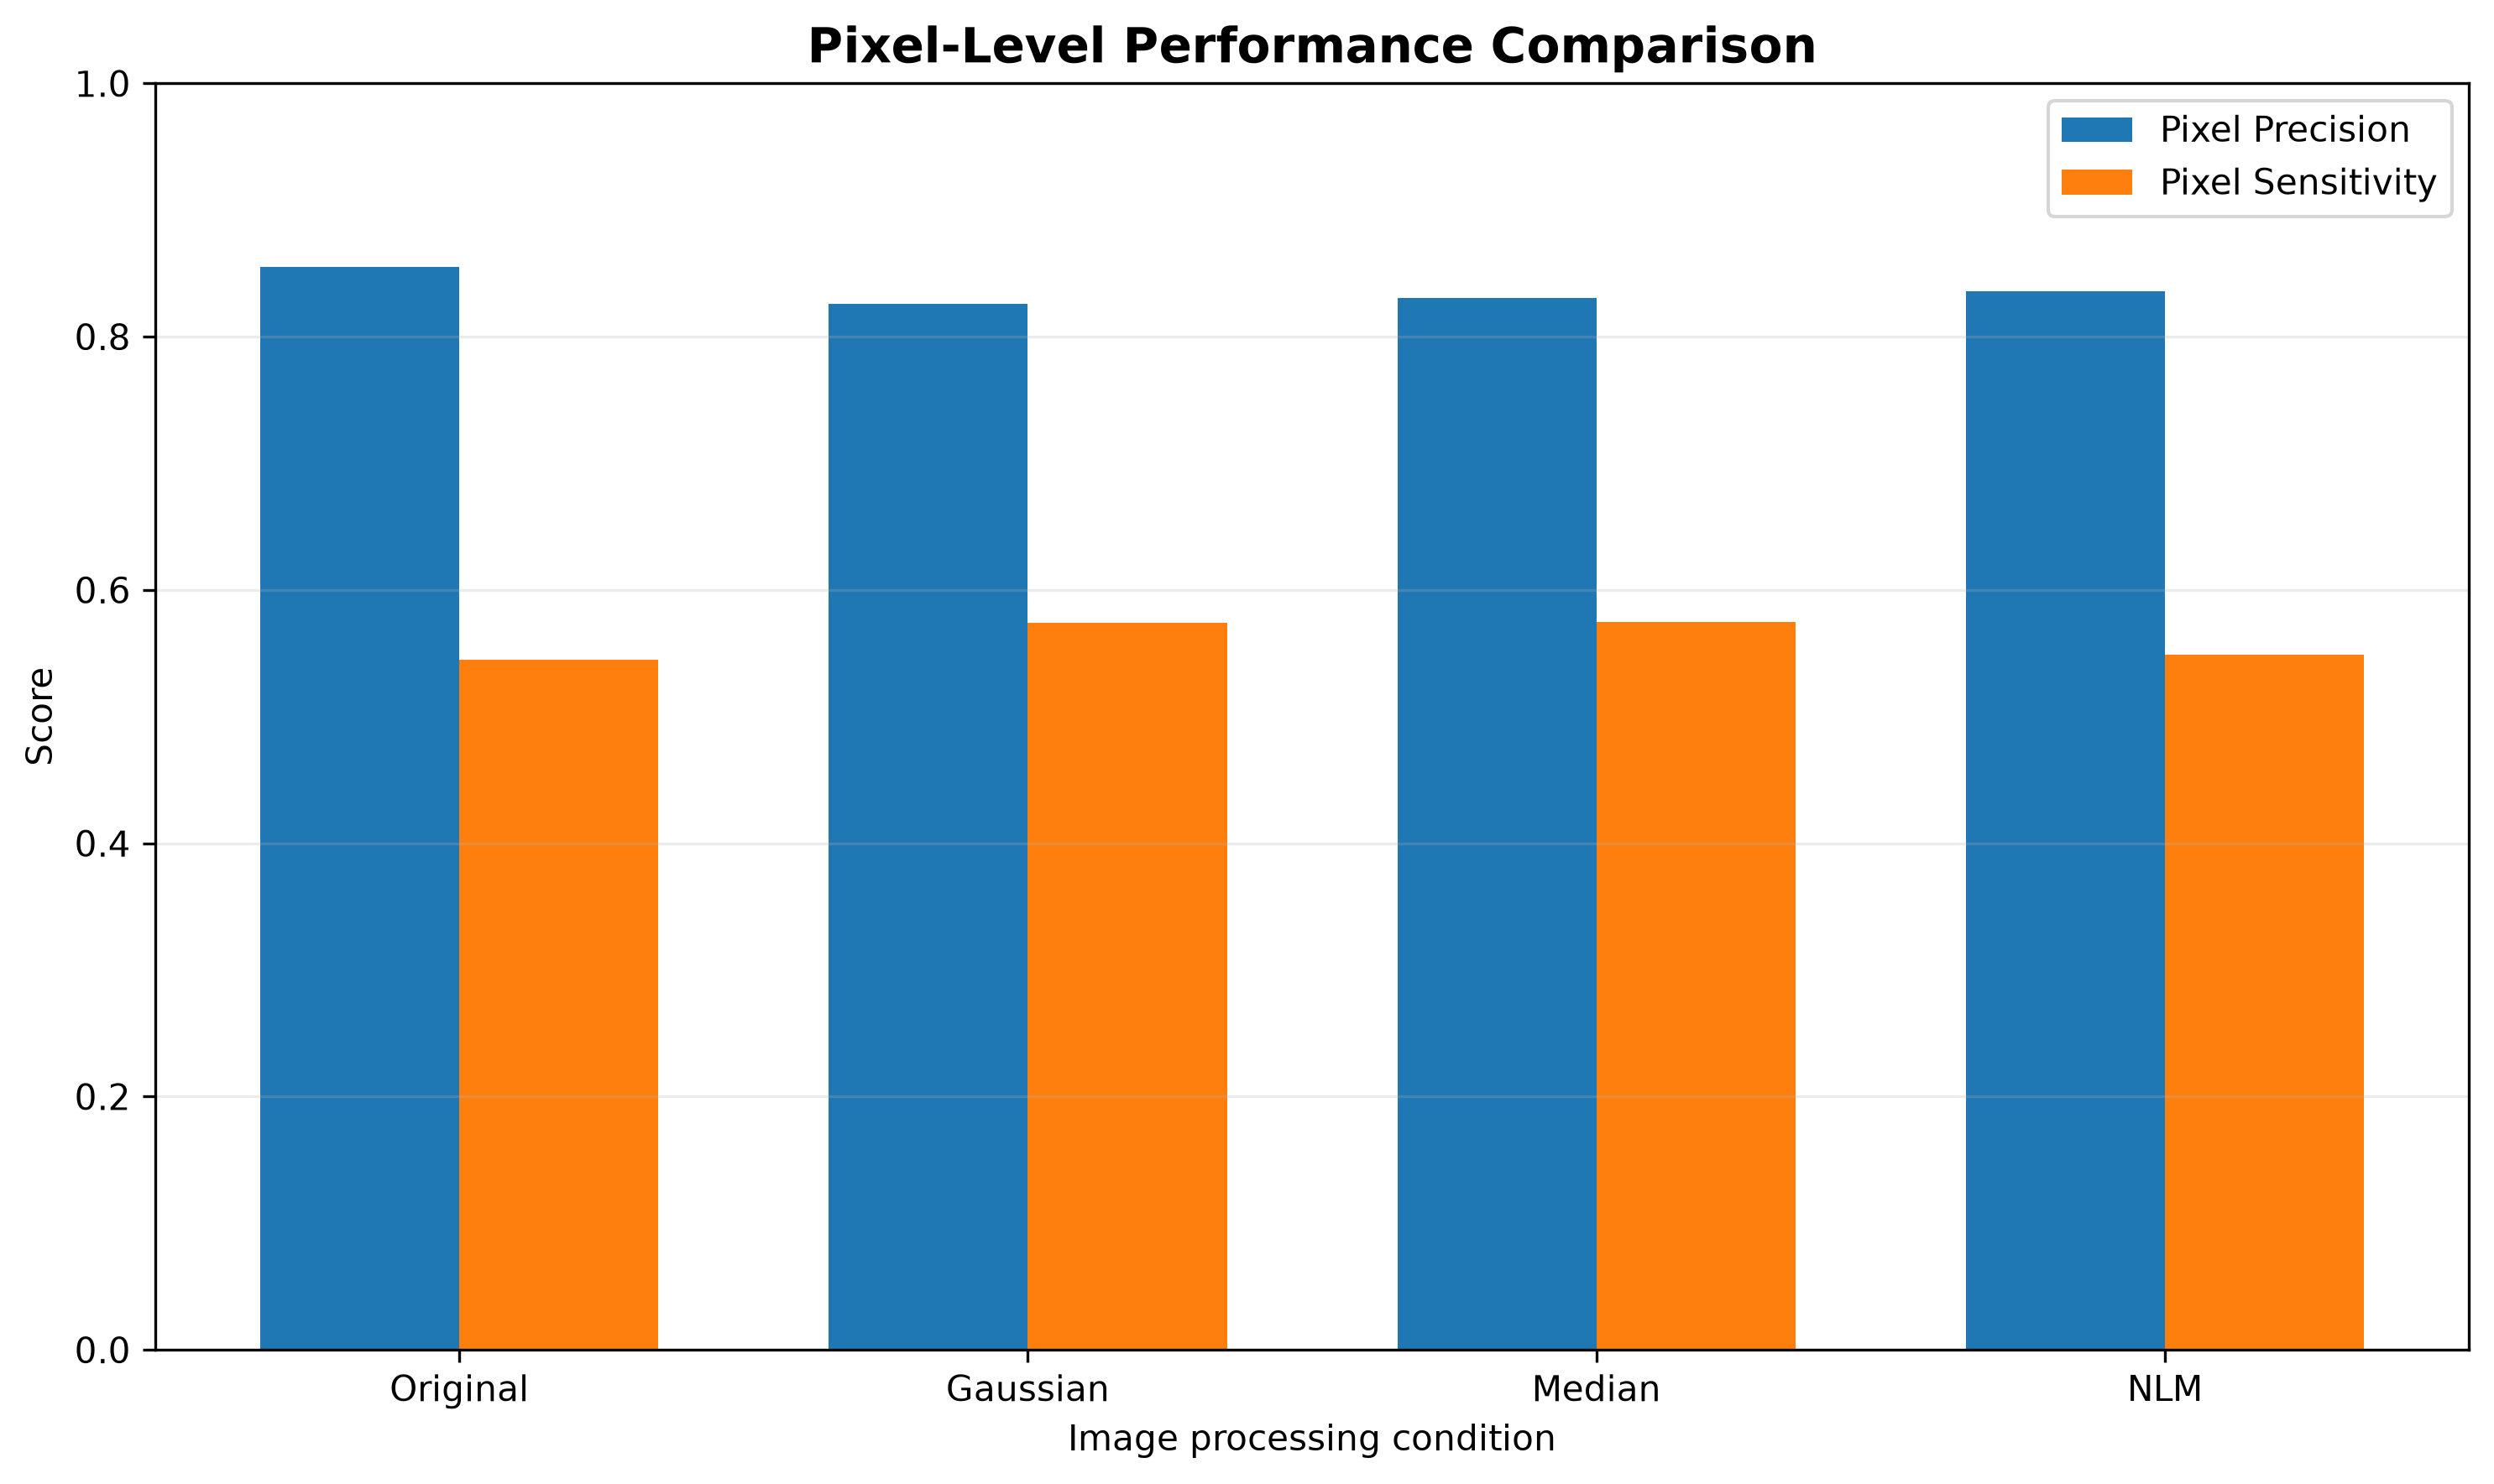 Pixel-Level Performance Comparison
Pixel Precision
Pixel Sensitivity
1.0
0.8
0.6
0.4
0.2
0.0
Score
Original
Gaussian
Median
NLM
Image processing condition